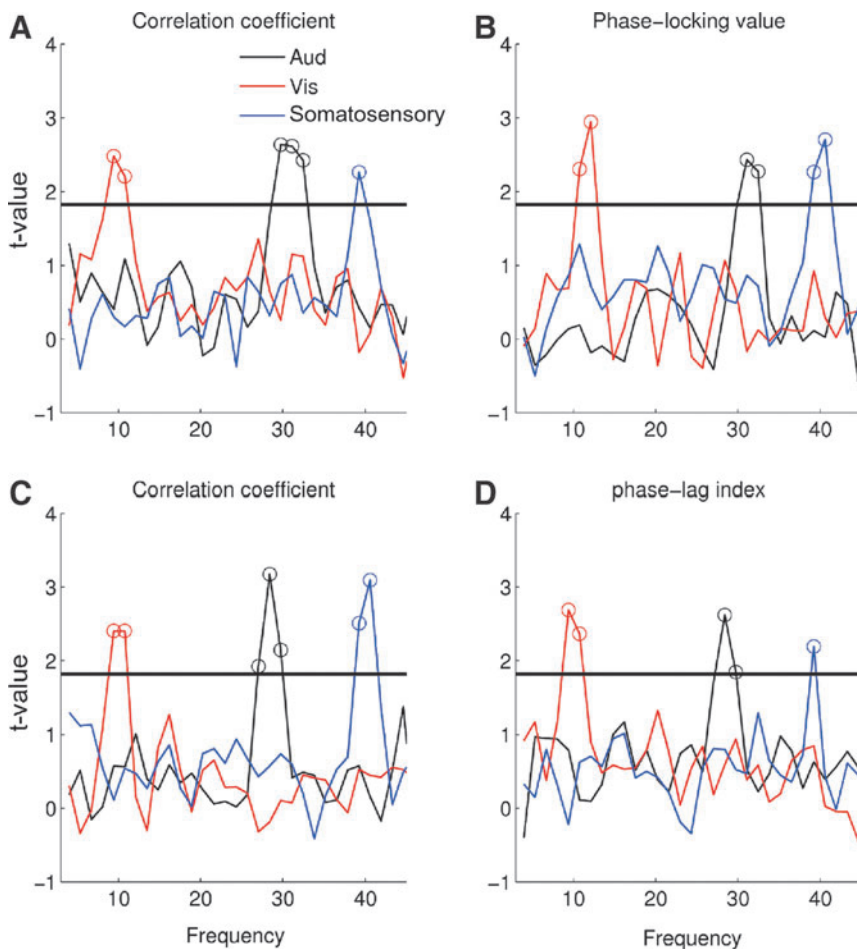 A
Correlation coefficient
4
3
2
1
0
−1
t-value
10
20
30
40
Aud
Vis
Somatosensory
B
Phase−locking value
4
3
2
1
0
−1
10
20
30
40
C
Correlation coefficient
4
3
2
1
0
−1
t-value
10
20
30
40
Frequency
D
phase−lag index
4
3
2
1
0
−1
10
20
30
40
Frequency